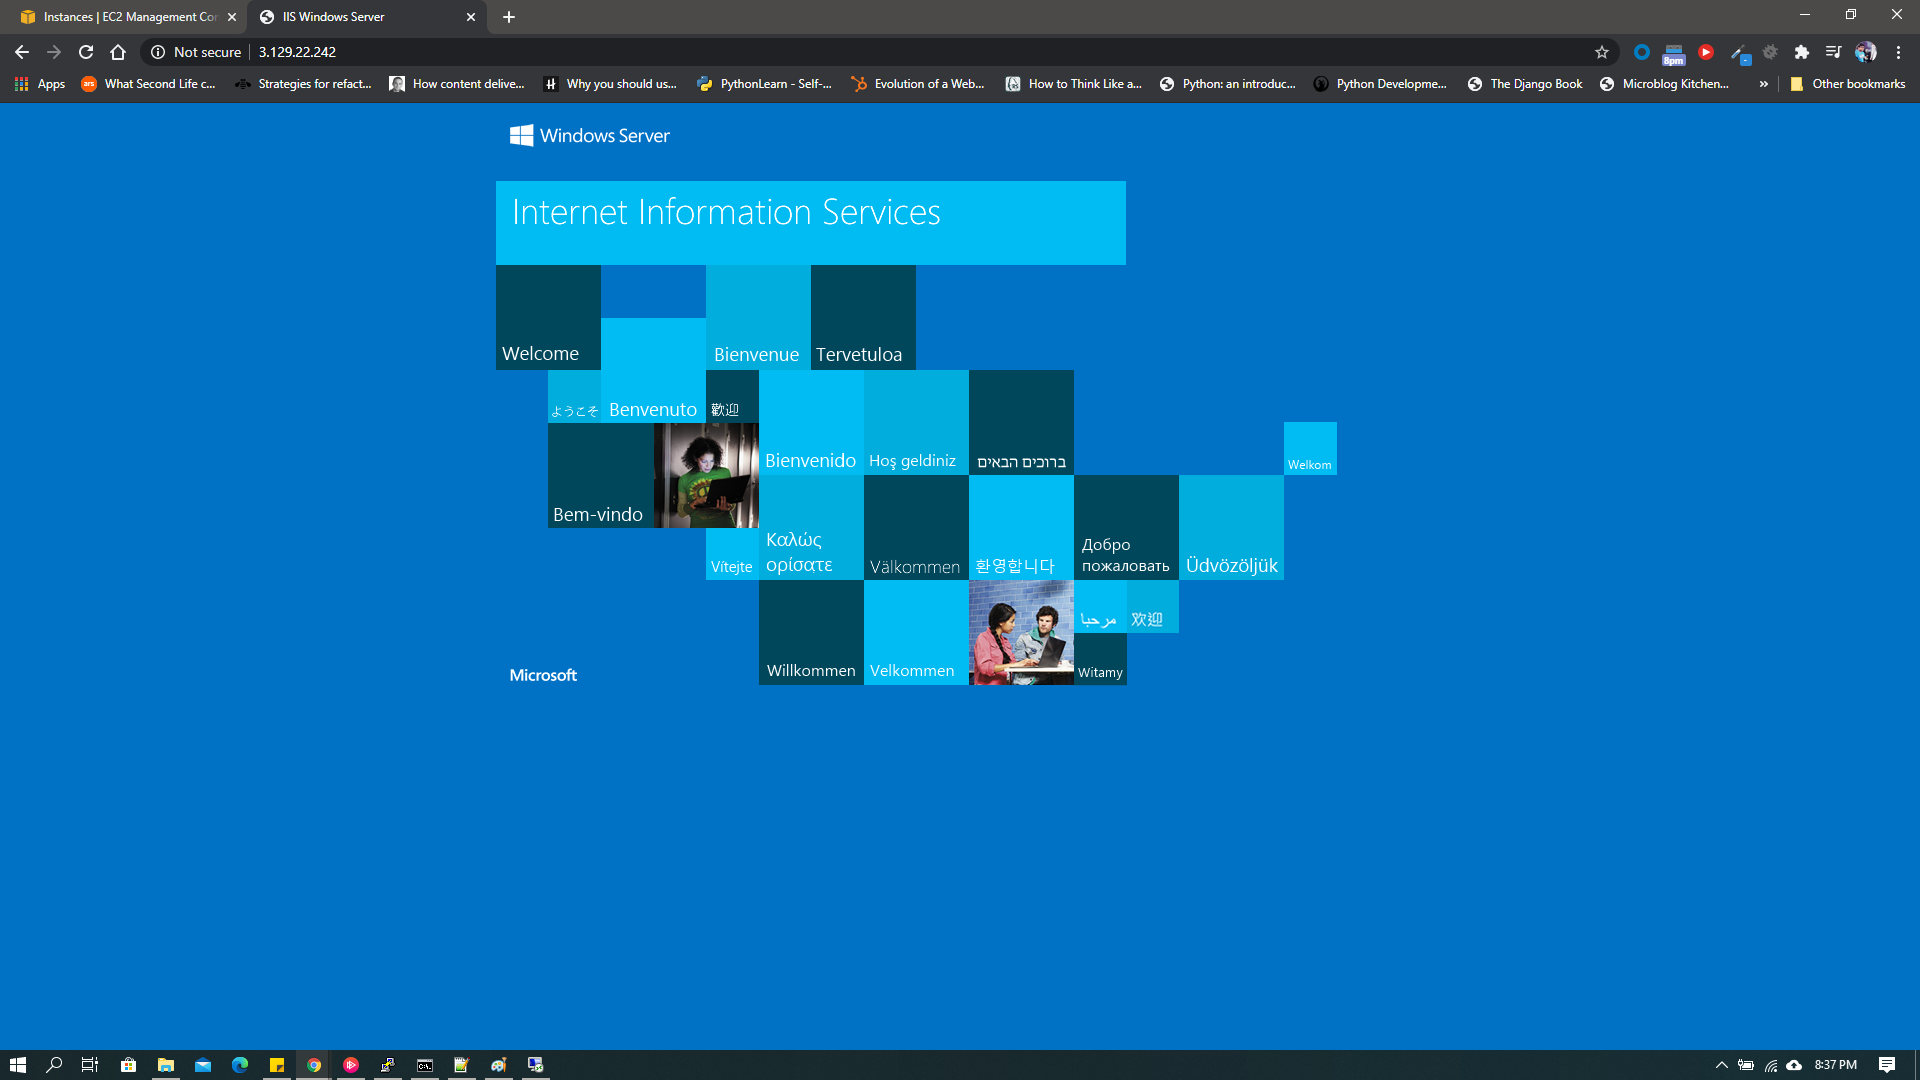 Instances | EC2 Management Cor
IIS Windows Server
Not secure
3.129.22.242
8pm
Apps
ars
What Second Life c...
Strategies for refact...
How content delive...
Why you should us...
PythonLearn - Self-...
Evolution of a Web...
How to Think Like a...
Python: an introduc...
Python Developme...
The Django Book
Microblog Kitchen...
»
Other bookmarks
Windows Server
Internet Information Services
Welcome
Bienvenue
Tervetuloa
ようこそ
Benvenuto
歡迎
Bienvenido
Hoş geldiniz
ברוכים הבאים
Welkom
Bem-vindo
Vítejte
Καλώς
ορίσατε
Välkommen
환영합니다
Добро
пожаловать
Üdvözöljük
Willkommen
Velkommen
مرحبا
欢迎
Witamy
Microsoft
8:37 PM